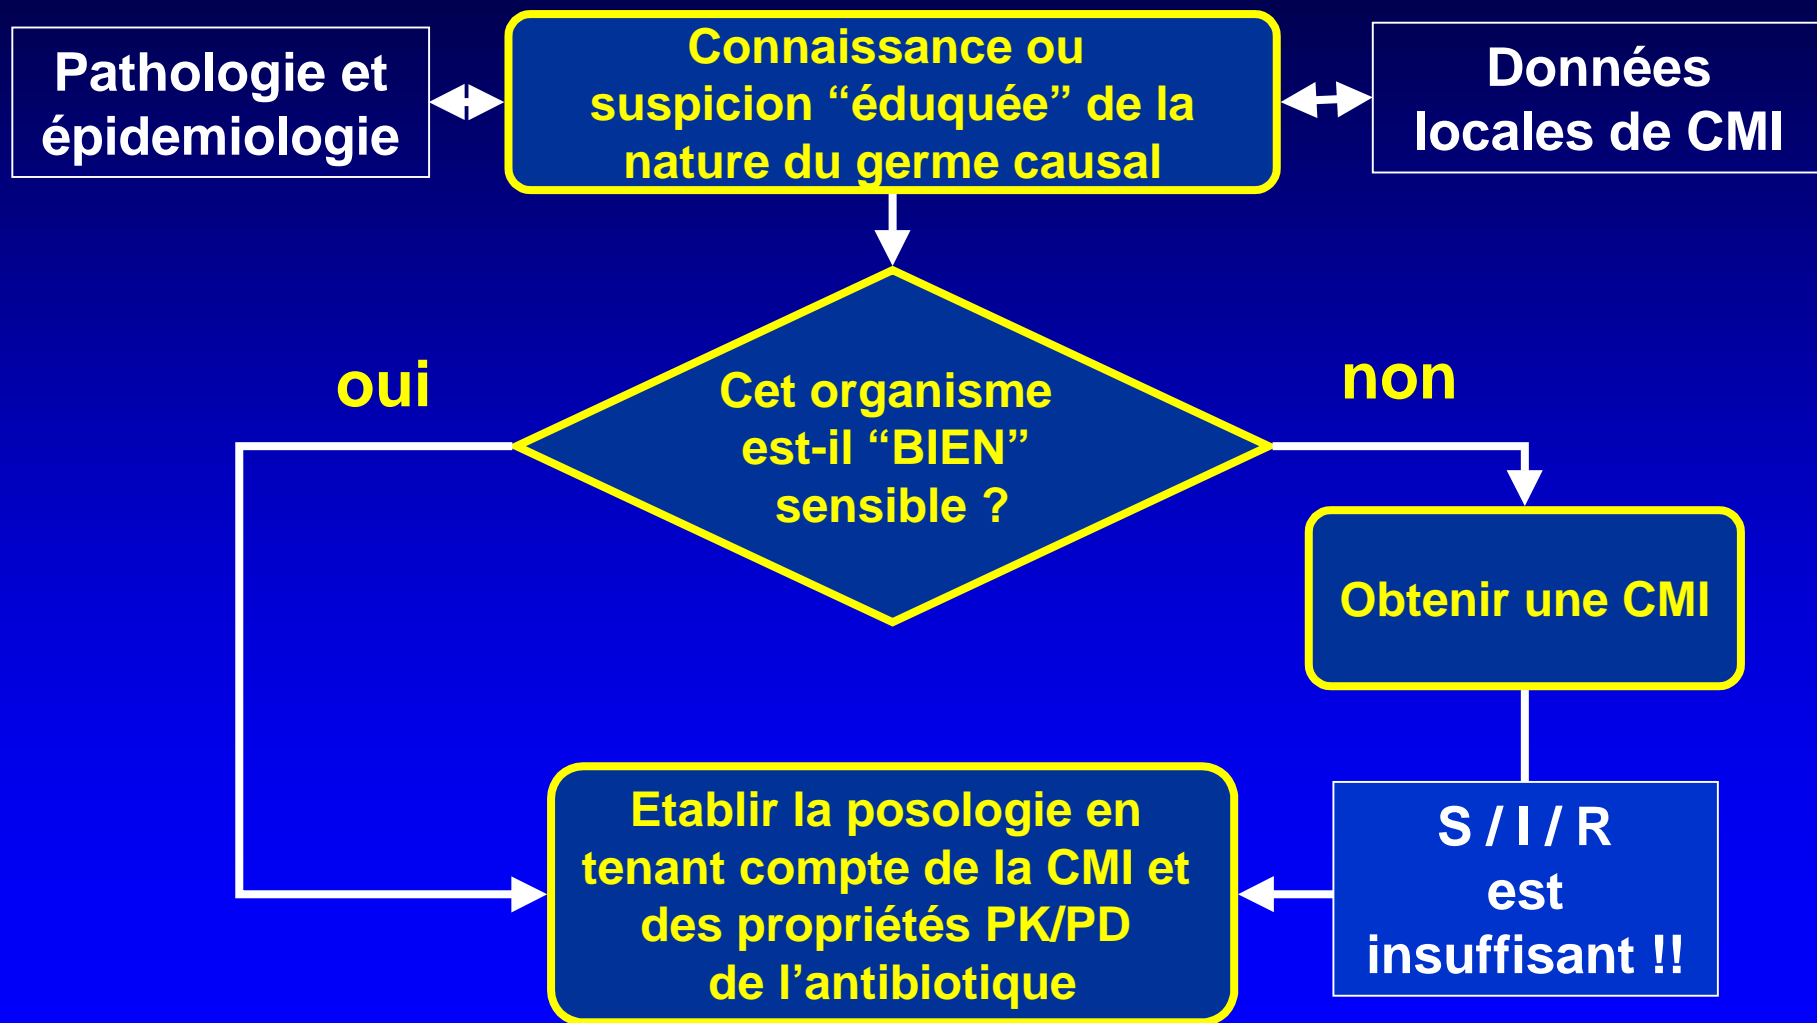 Pathologie et
épidemiologie
Connaissance ou
suspicion “éduquée” de la
nature du germe causal
Données
locales de CMI
oui
Cet organisme
est-il “BIEN”
sensible ?
non
Obtenir une CMI
Etablir la posologie en
tenant compte de la CMI et
des propriétés PK/PD
de l’antibiotique
S / I / R
est
insuffisant !!